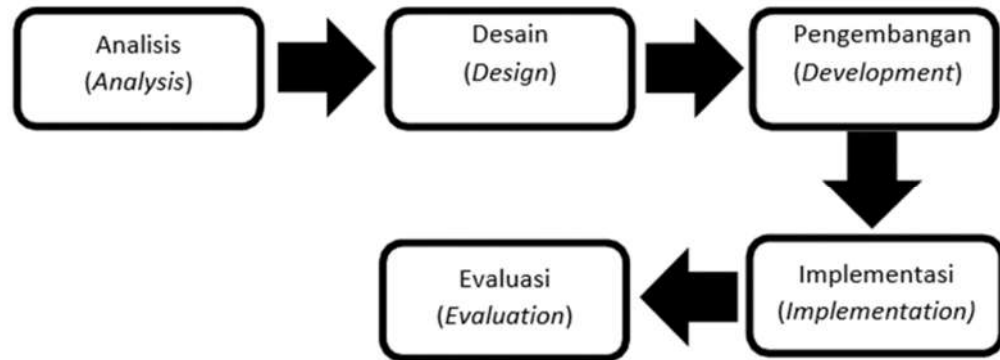 Analisis
(Analysis)
Desain
(Design)
Pengembangan
(Development)
Implementasi
(Implementation)
Evaluasi
(Evaluation)